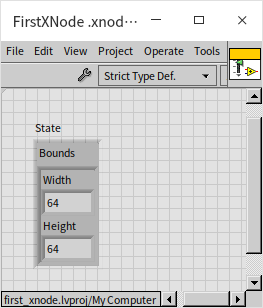 FirstXNode .xnod⋯
File Edit View Project Operate Tools
Strict Type Def.
State
Bounds
Width
64
Height
64
first_xnode.lvproj/My Computer